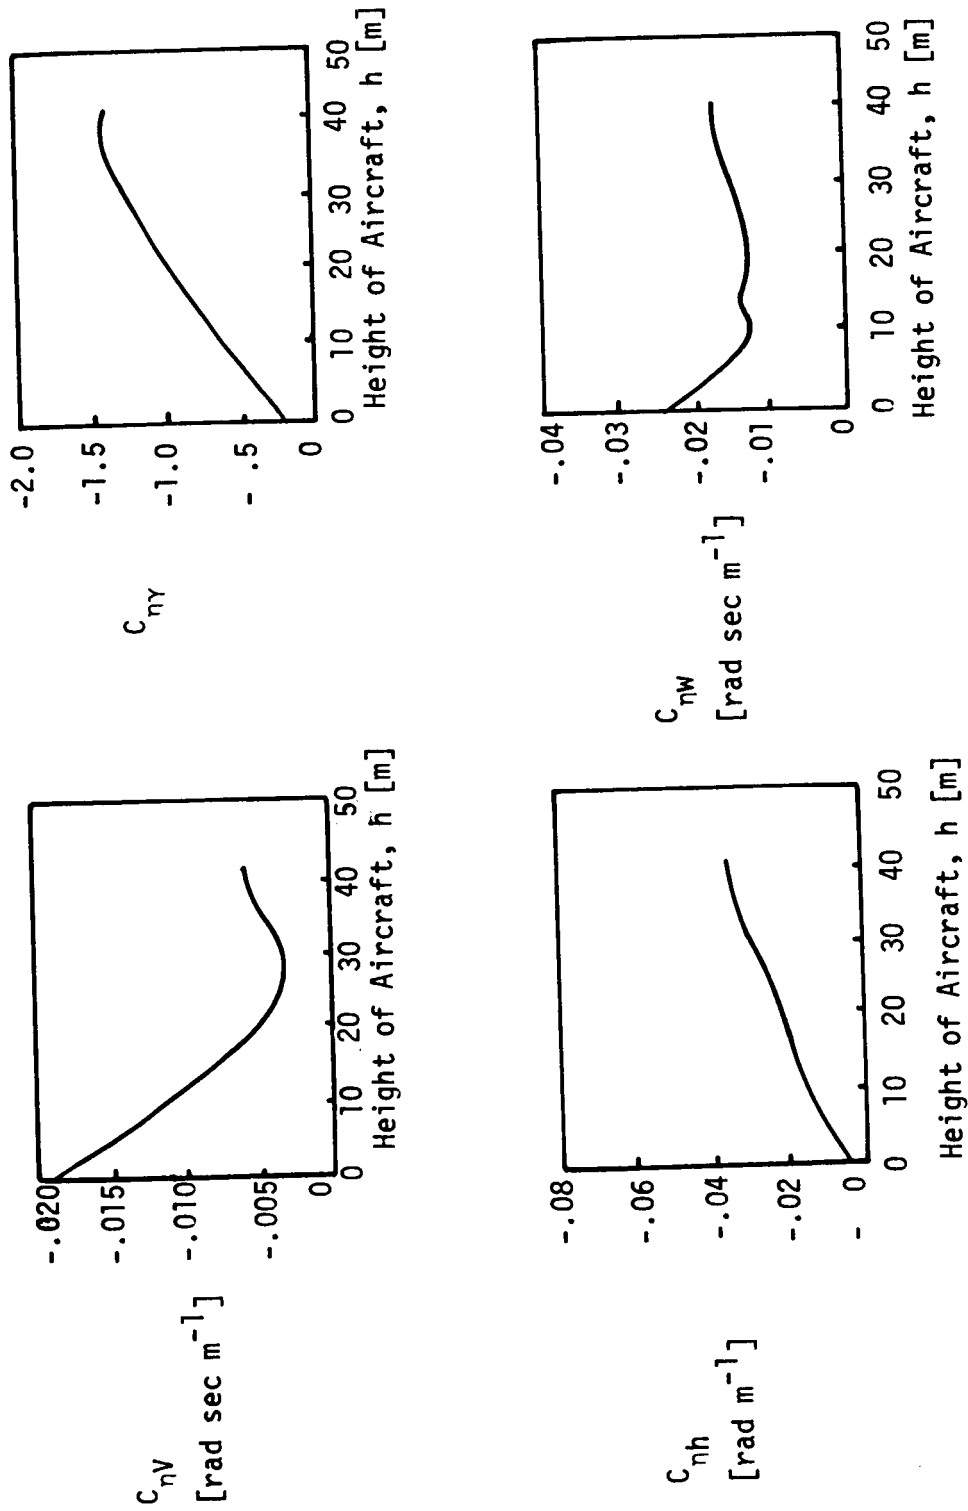 C_ηV
[rad sec m⁻¹]
-.020
-.015
-.010
-.005
0
0 10 20 30 40 50
Height of Aircraft, h [m]
C_ηγ
-2.0
-1.5
-1.0
- .5
0
0 10 20 30 40 50
Height of Aircraft, h [m]
C_ηh
[rad m⁻¹]
-.08
-.06
-.04
-.02
- 0
0 10 20 30 40 50
Height of Aircraft, h [m]
C_ηW
[rad sec m⁻¹]
-.04
-.03
-.02
-.01
0
0 10 20 30 40 50
Height of Aircraft, h [m]